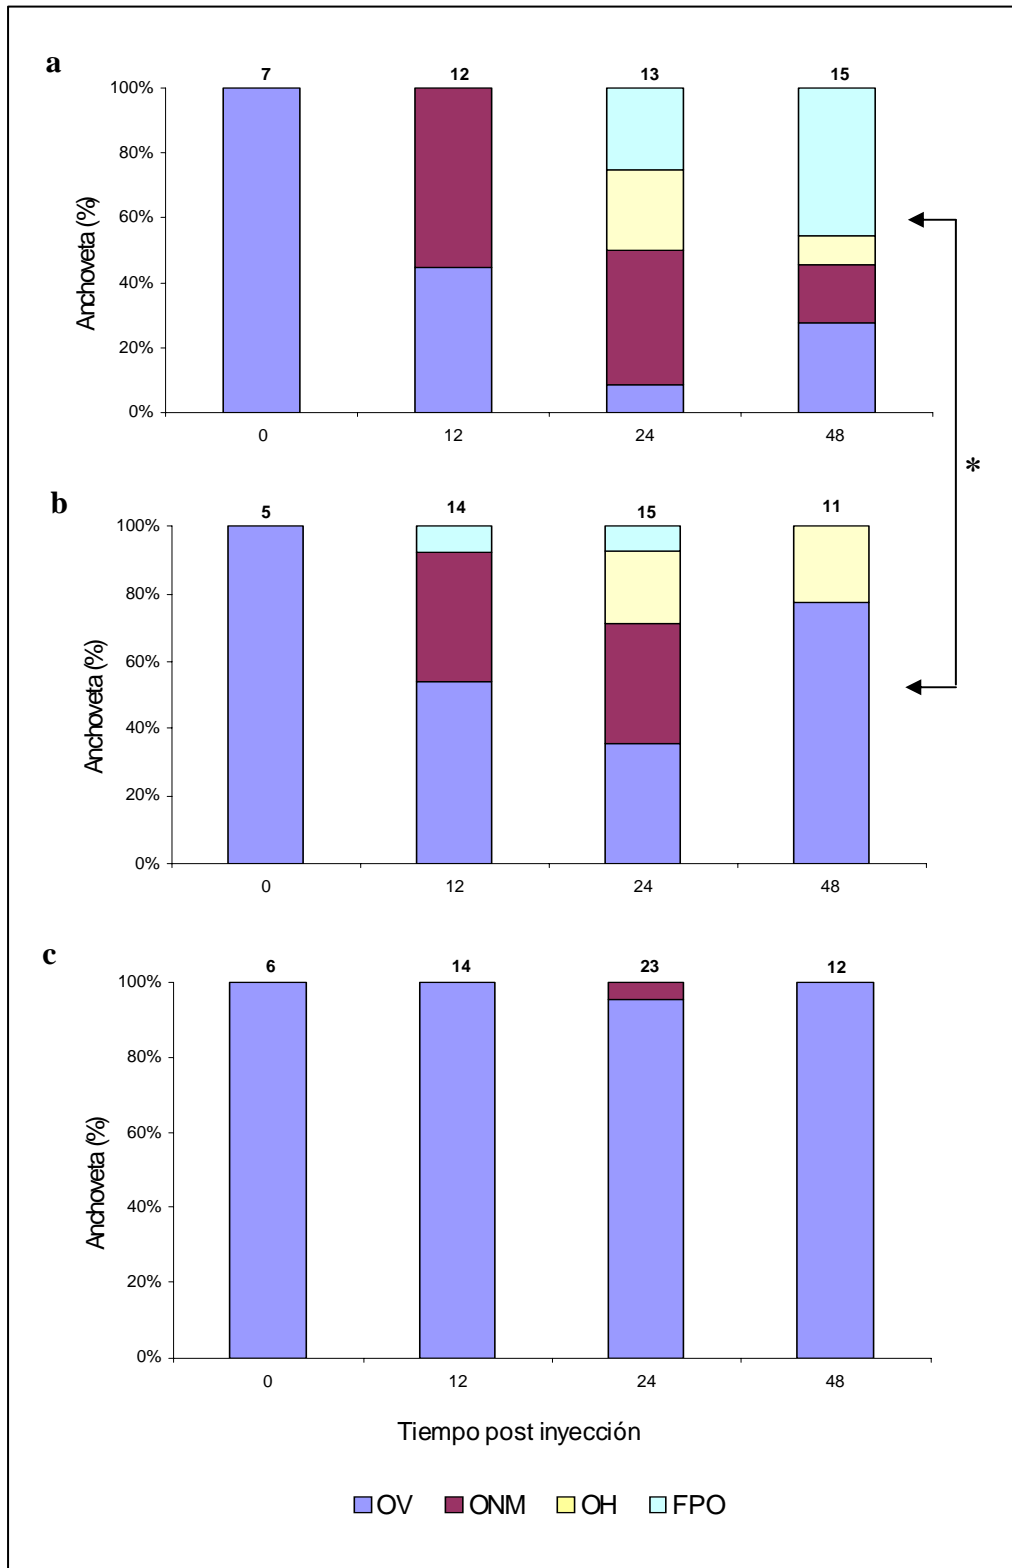 a
7 12 13 15
100%
80%
60%
40%
20%
0%
Anchoveta (%)
0 12 24 48
*
b
5 14 15 11
100%
80%
60%
40%
20%
0%
Anchoveta (%)
0 12 24 48
c
6 14 23 12
100%
80%
60%
40%
20%
0%
Anchoveta (%)
0 12 24 48
Tiempo post inyección
OV ONM OH FPO